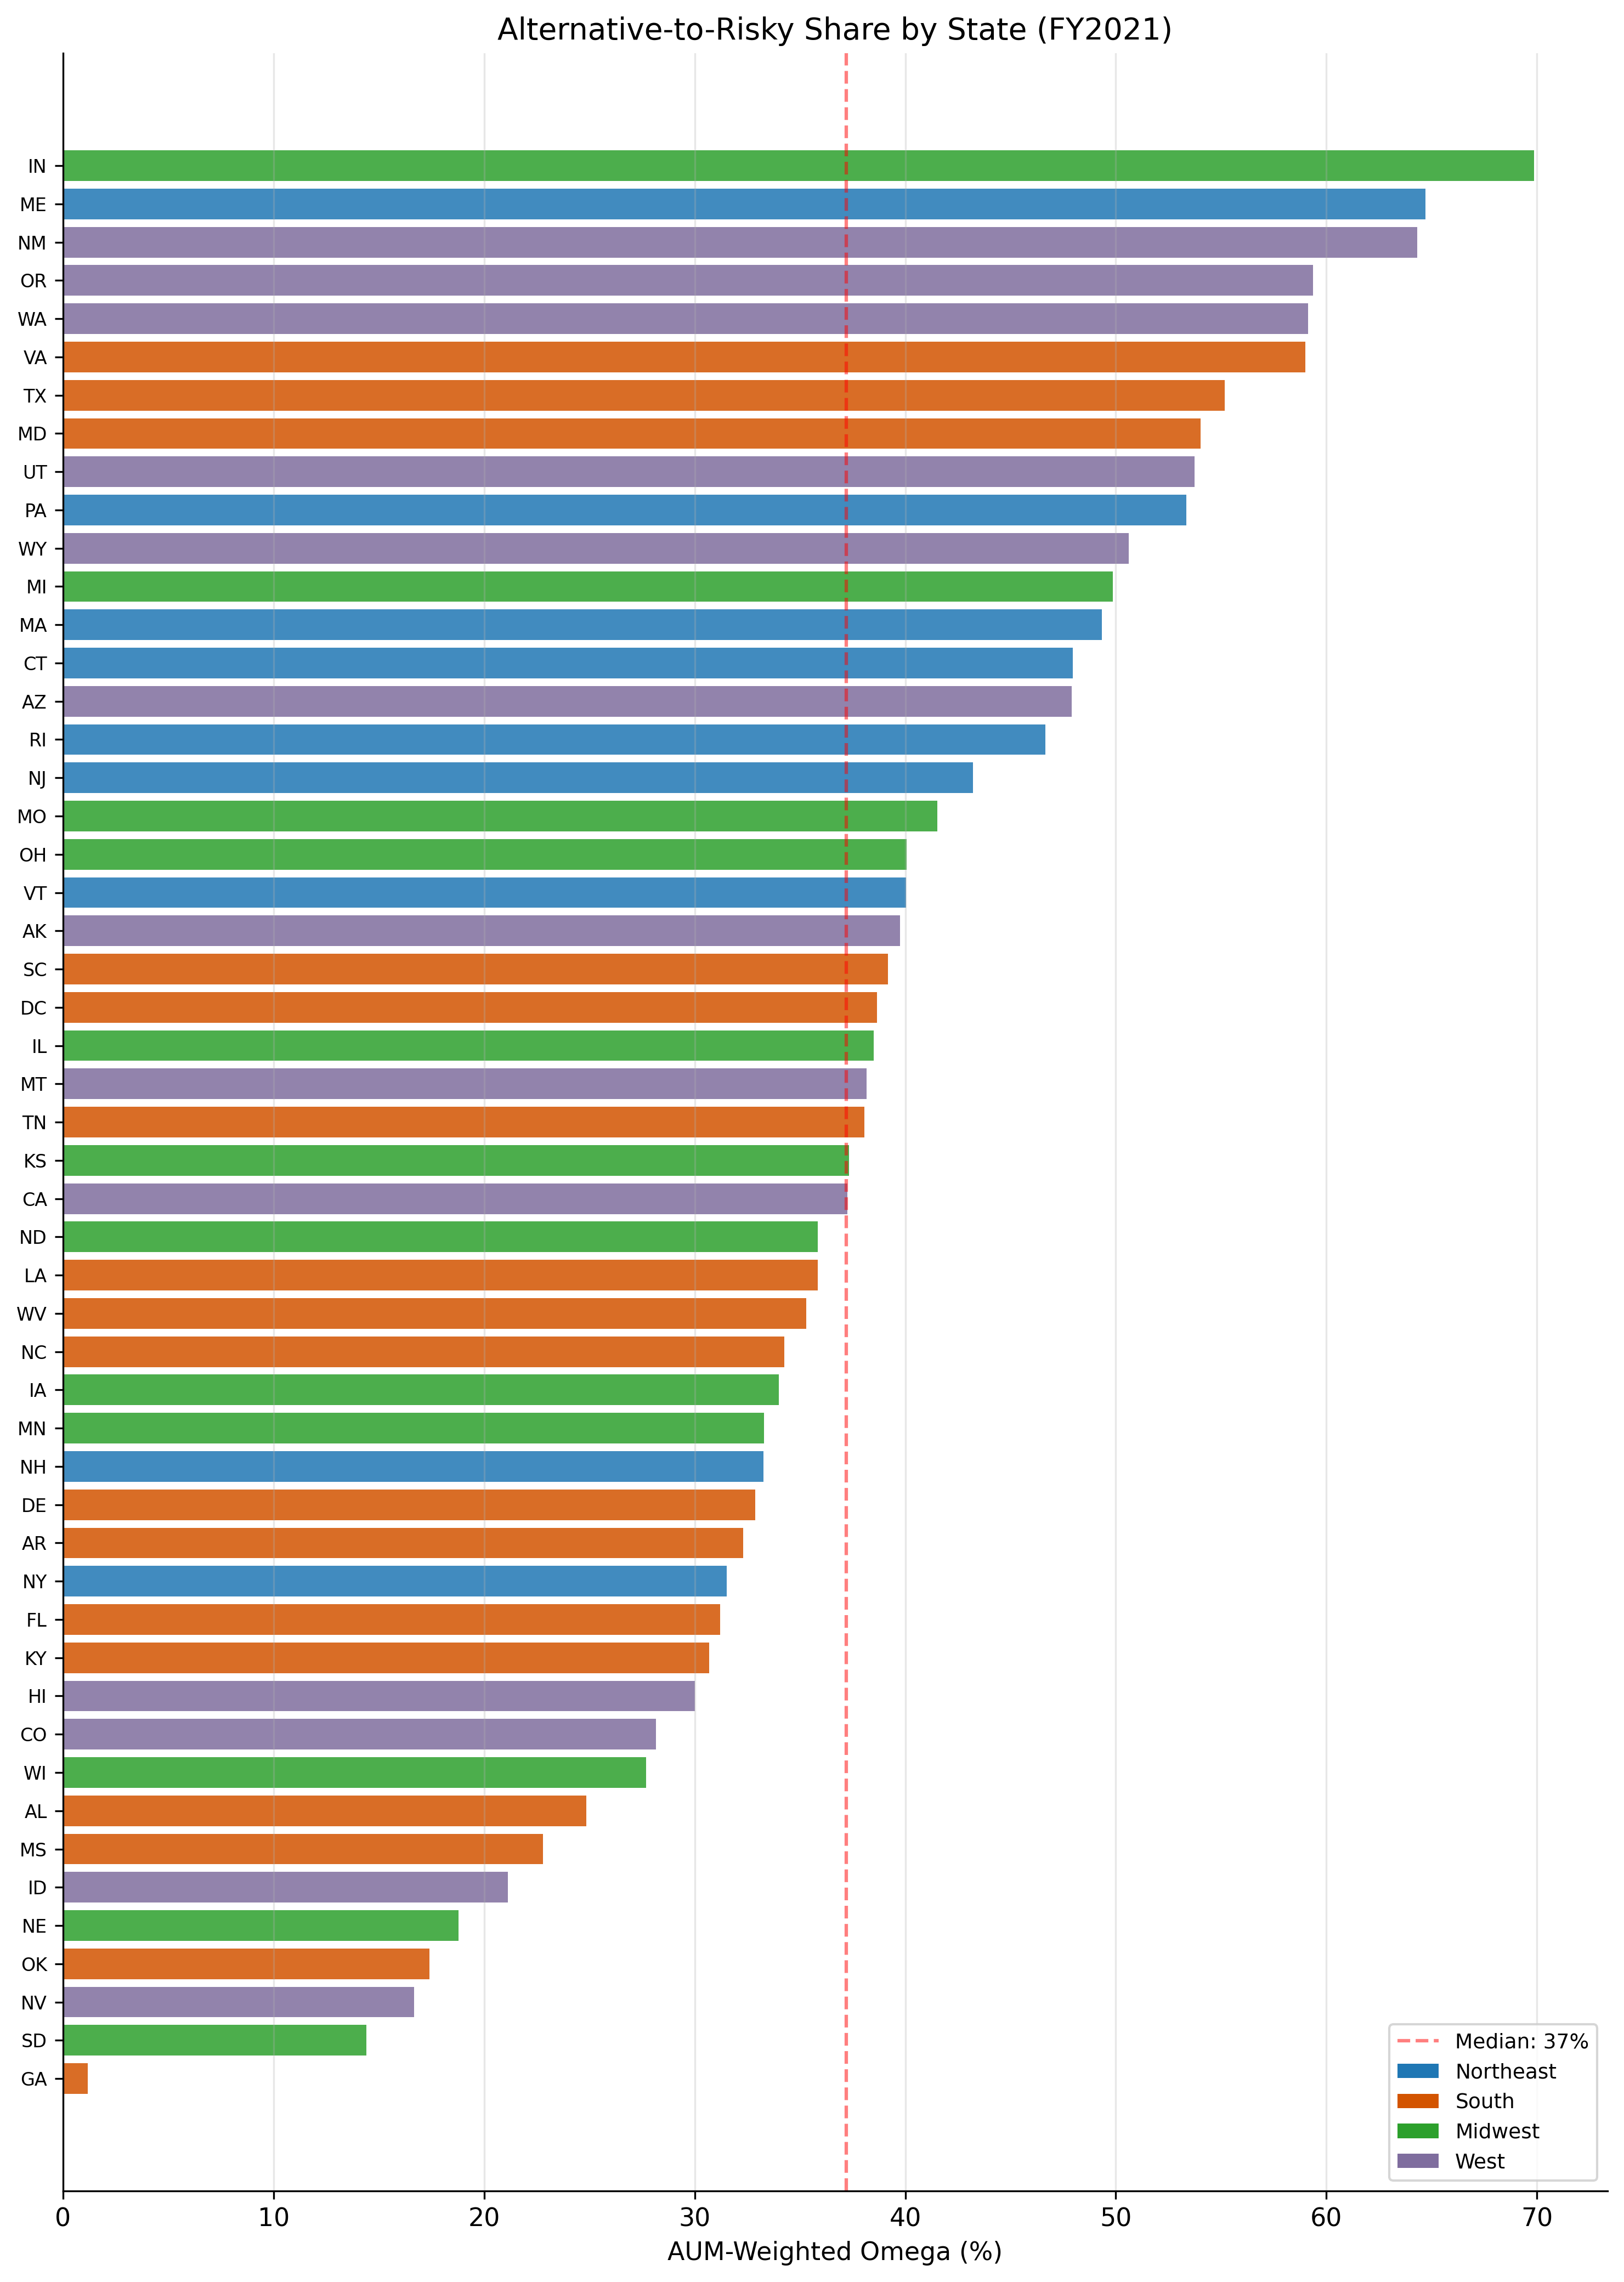 Alternative-to-Risky Share by State (FY2021)
IN
ME
NM
OR
WA
VA
TX
MD
UT
PA
WY
MI
MA
CT
AZ
RI
NJ
MO
OH
VT
AK
SC
DC
IL
MT
TN
KS
CA
ND
LA
WV
NC
IA
MN
NH
DE
AR
NY
FL
KY
HI
CO
WI
AL
MS
ID
NE
OK
NV
SD
GA
Median: 37%
Northeast
South
Midwest
West
0 10 20 30 40 50 60 70
AUM-Weighted Omega (%)